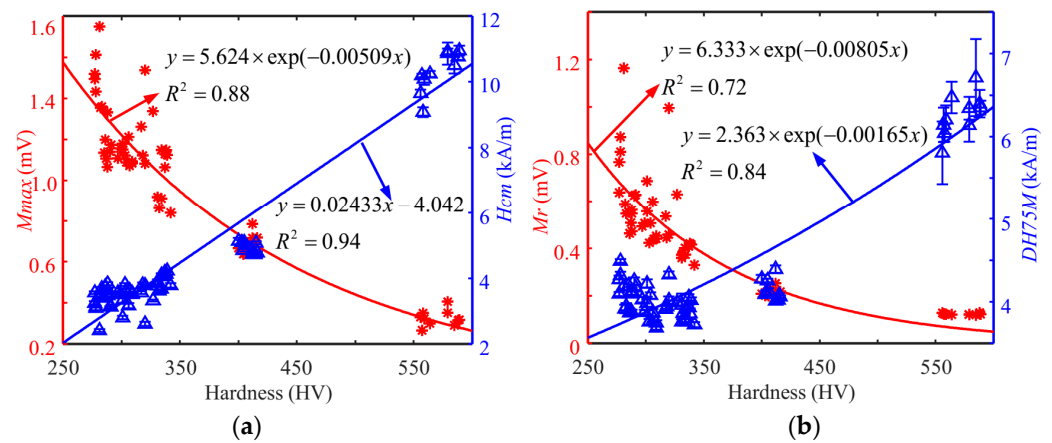 1.6
1.4
1.2
1.0
0.8
0.6
0.4
0.2
Mmax (mV)
y = 5.624×exp(−0.00509x)
R² = 0.88
y = 0.02433x − 4.042
R² = 0.94
12
10
8
6
4
2
Hcm (kA/m)
250 350 450 550
Hardness (HV)
(a)
1.2
0.8
0.4
0
Mr (mV)
y = 6.333×exp(−0.00805x)
R² = 0.72
y = 2.363×exp(−0.00165x)
R² = 0.84
7
6
5
4
DH75M (kA/m)
250 350 450 550
Hardness (HV)
(b)